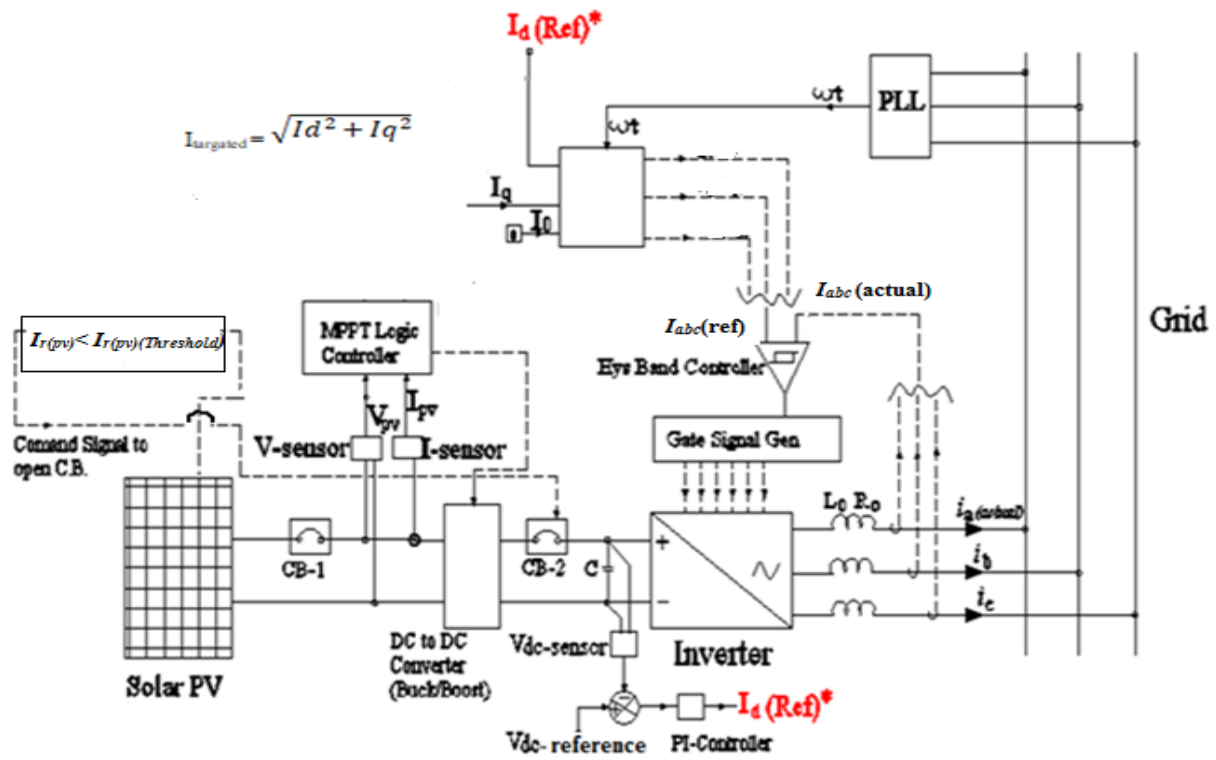 Id (Ref)*
Itargated = √Id² + Iq²
ωt
PLL
ωt
Iq
0
I0
Iabc (actual)
Grid
Iabc(ref)
MPPT Logic
Controller
Ir(pv)< Ir(pv)(Threshold)
Hys Band Controller
Vpv
Ipv
Comand Signal to
open C.B.
V-sensor
I-sensor
Gate Signal Gen
L0 R0
ia
CB-1
CB-2
C
+
−
ib
ic
DC to DC
Converter
(Buck/Boost)
Vdc-sensor
Inverter
Solar PV
Id (Ref)*
Vdc- reference
PI-Controller